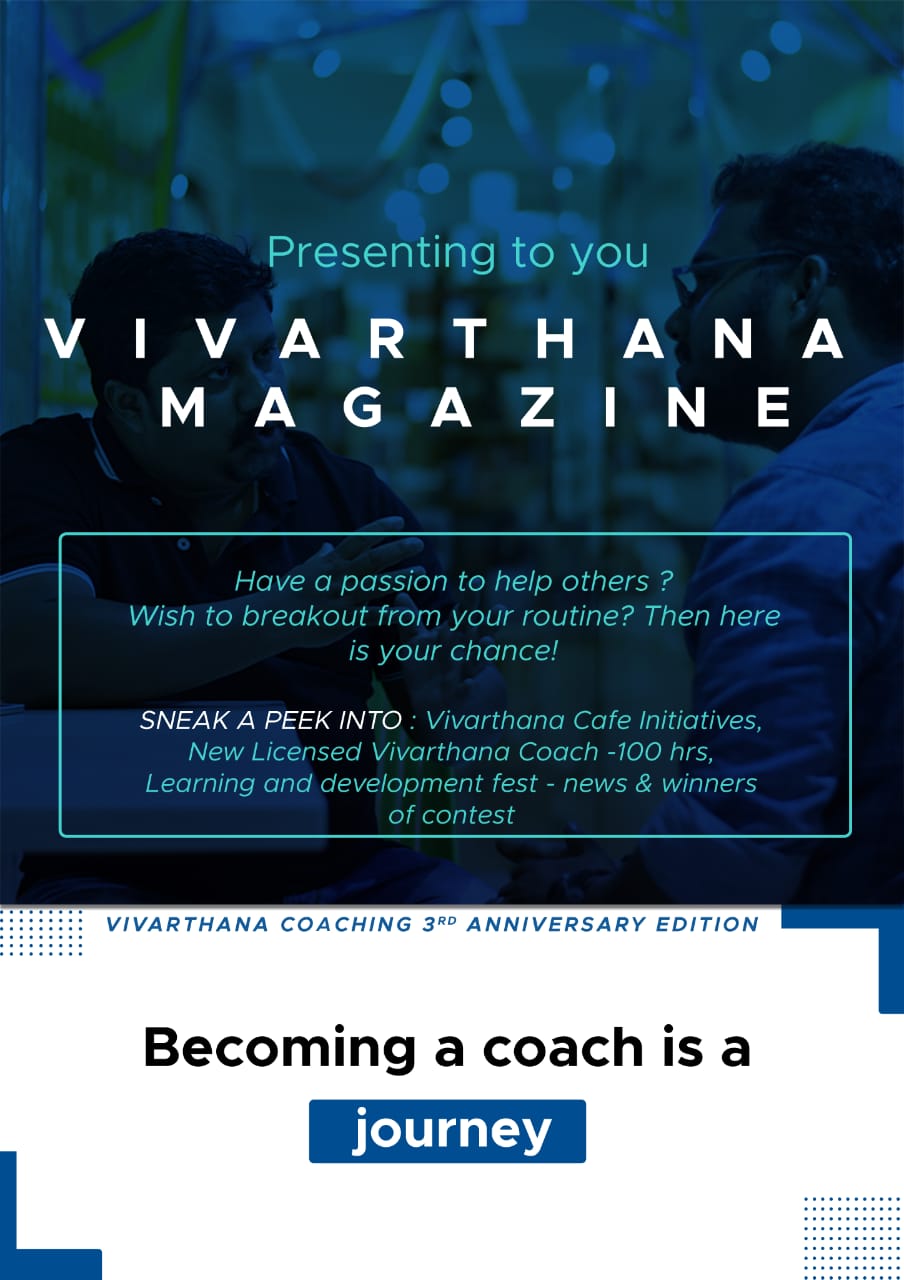 Presenting to you
VIVARTHANA
MAGAZINE
Have a passion to help others ?
Wish to breakout from your routine? Then here
is your chance!
SNEAK A PEEK INTO : Vivarthana Cafe Initiatives,
New Licensed Vivarthana Coach -100 hrs,
Learning and development fest - news & winners
of contest
VIVARTHANA COACHING 3RD ANNIVERSARY EDITION
Becoming a coach is a
journey